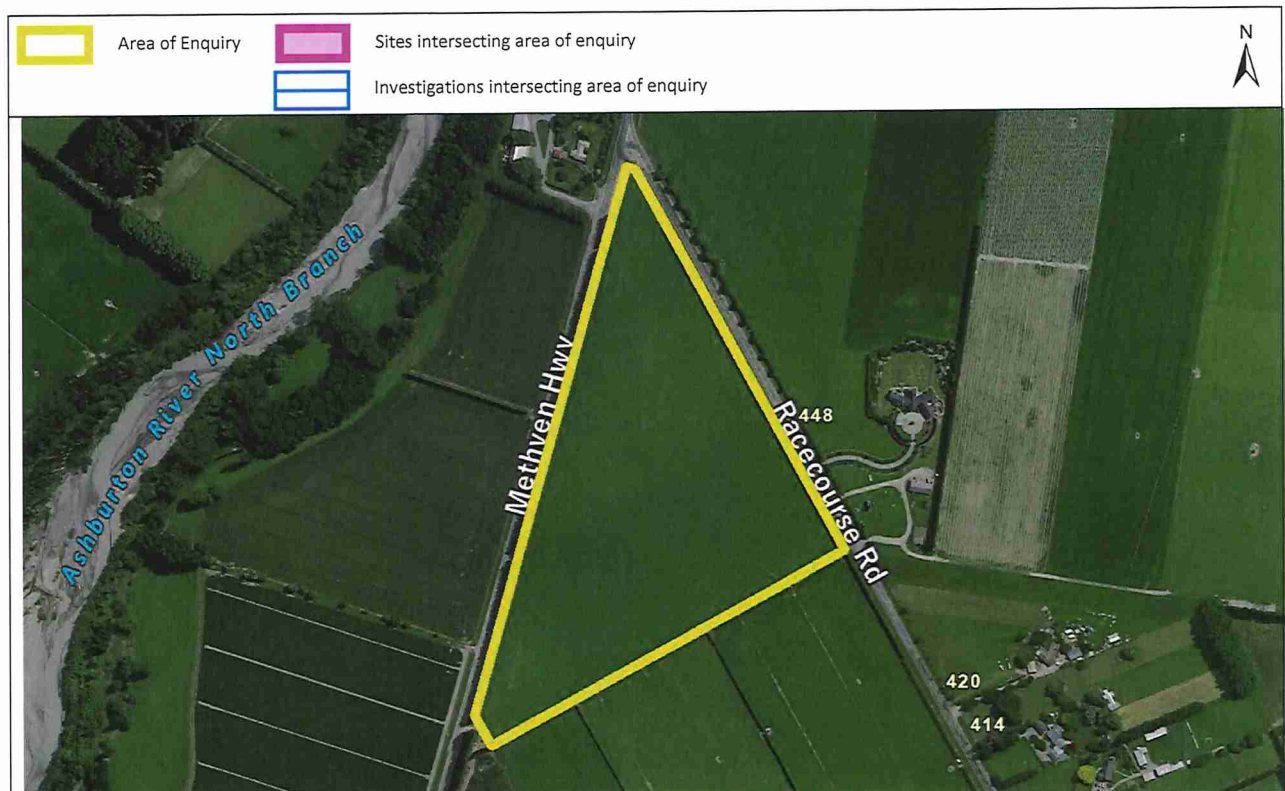 Area of Enquiry
Sites intersecting area of enquiry
Investigations intersecting area of enquiry
N
Ashburton River North Branch
Methven Hwy
Racecourse Rd
448
420
414